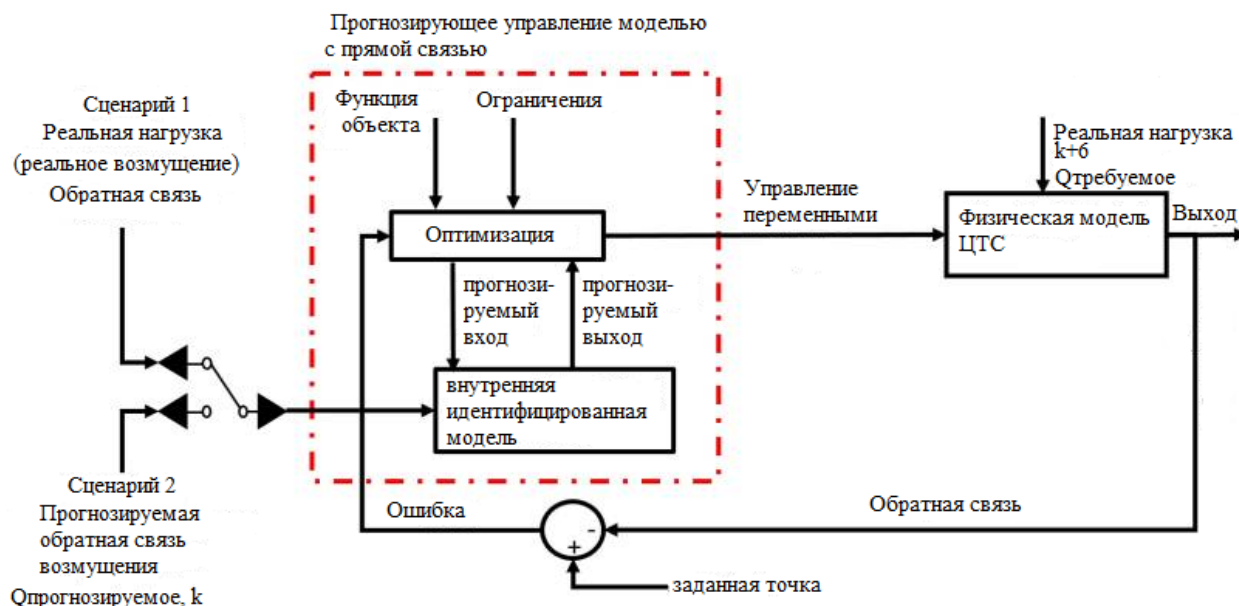 Прогнозирующее управление моделью
с прямой связью
Сценарий 1
Реальная нагрузка
(реальное возмущение)
Обратная связь
Функция
объекта
Ограничения
Реальная нагрузка
k+6
Qтребуемое
Управление
переменными
Оптимизация
Физическая модель
ЦТС
Выход
прогнози-
руемый
вход
прогнози-
руемый
выход
внутренняя
идентифицированная
модель
Сценарий 2
Прогнозируемая
обратная связь
возмущения
Qпрогнозируемое, k
Ошибка
Обратная связь
-
+
заданная точка